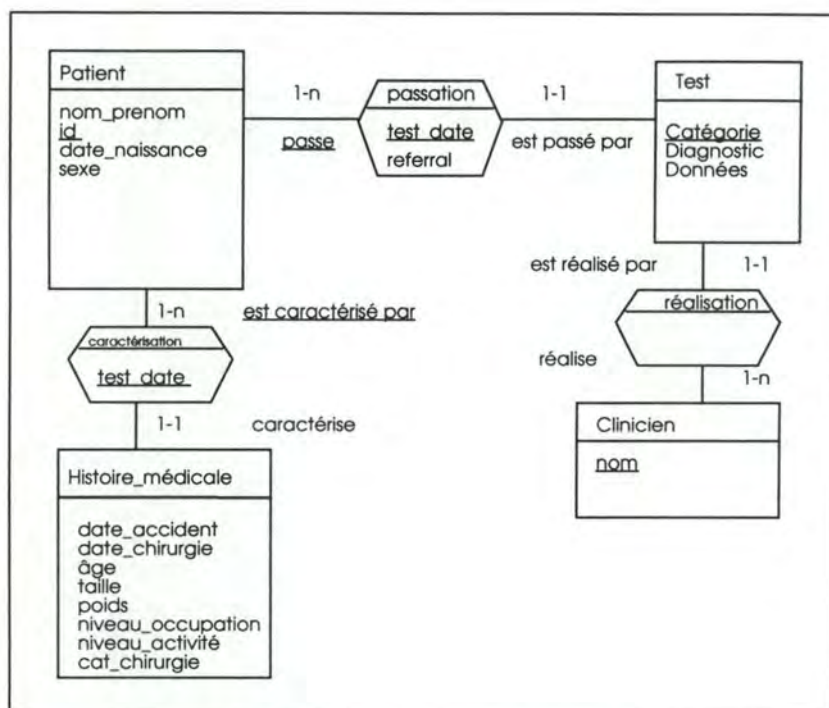 Patient
nom_prenom
id
date_naissance
sexe
1-n
passe
passation
test_date
referral
1-1
est passé par
Test
Catégorie
Diagnostic
Données
est réalisé par
1-1
réalisation
réalise
1-n
Clinicien
nom
1-n
est caractérisé par
caractérisation
test_date
1-1
caractérise
Histoire_médicale
date_accident
date_chirurgie
âge
taille
poids
niveau_occupation
niveau_activité
cat_chirurgie